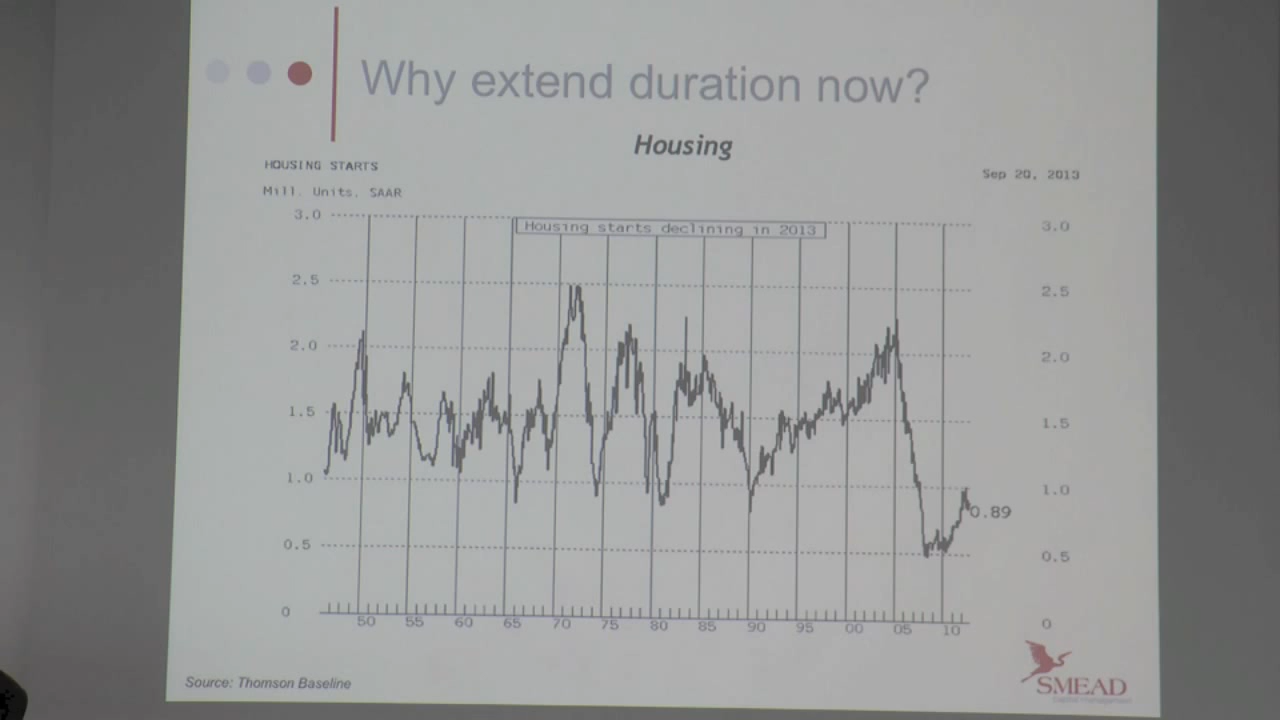 Why extend duration now?
Housing
HOUSING STARTS
Sep 20, 2013
Mill. Units. SAAR
3.0 3.0
Housing starts declining in 2013
2.5 2.5
2.0 2.0
1.5 1.5
1.0 1.0
0.89
0.5 0.5
0 0
50 55 60 65 70 75 80 85 90 95 00 05 10
Source: Thomson Baseline
SMEAD
Capital Management